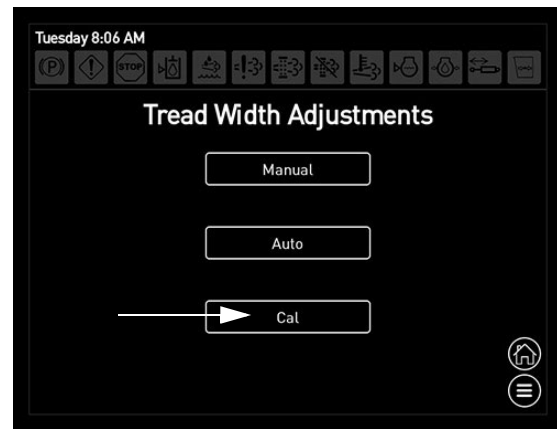 Tuesday 8:06 AM
(P) STOP
Tread Width Adjustments
Manual
Auto
Cal